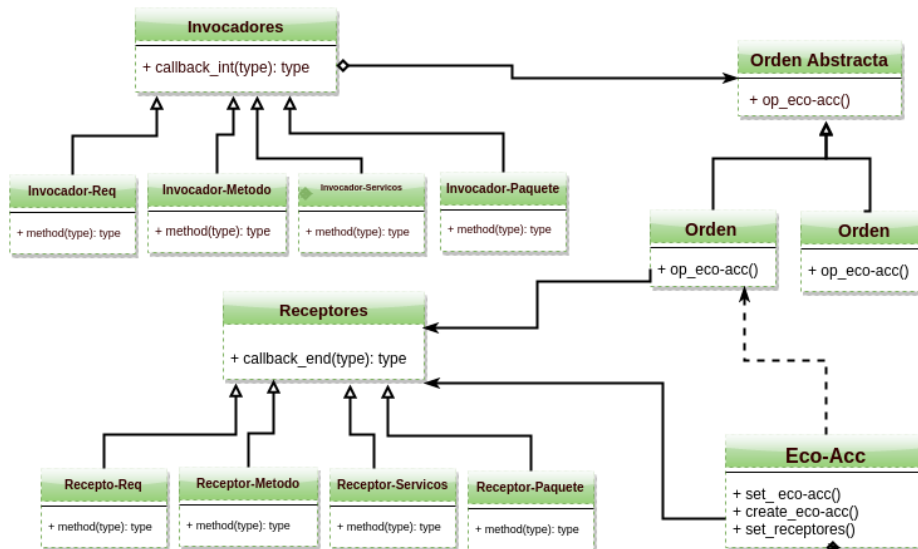 Invocadores
+ callback_int(type): type
Orden Abstracta
+ op_eco-acc()
Invocador-Req
+ method(type): type
Invocador-Metodo
+ method(type): type
Invocador-Servicos
+ method(type): type
Invocador-Paquete
+ method(type): type
Orden
+ op_eco-acc()
Orden
+ op_eco-acc()
Receptores
+ callback_end(type): type
Recepto-Req
+ method(type): type
Receptor-Metodo
+ method(type): type
Receptor-Servicos
+ method(type): type
Receptor-Paquete
+ method(type): type
Eco-Acc
+ set_ eco-acc()
+ create_eco-acc()
+ set_receptores()